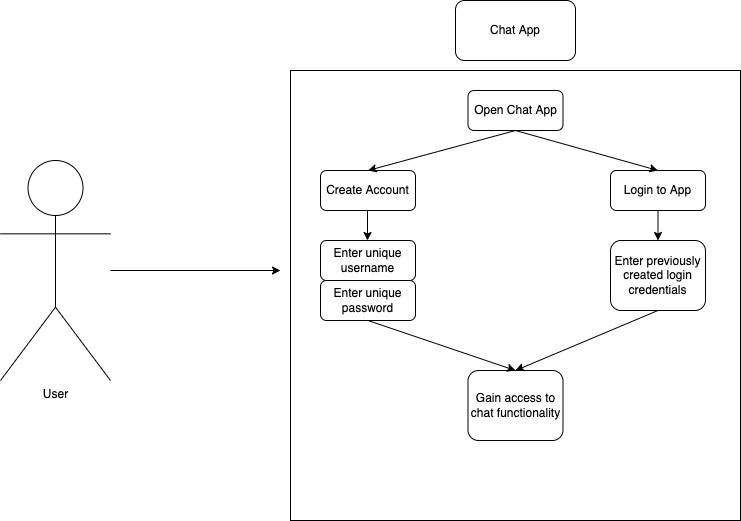 Chat App
Open Chat App
Create Account
Login to App
Enter unique
username
Enter unique
password
Enter previously
created login
credentials
Gain access to
chat functionality
User